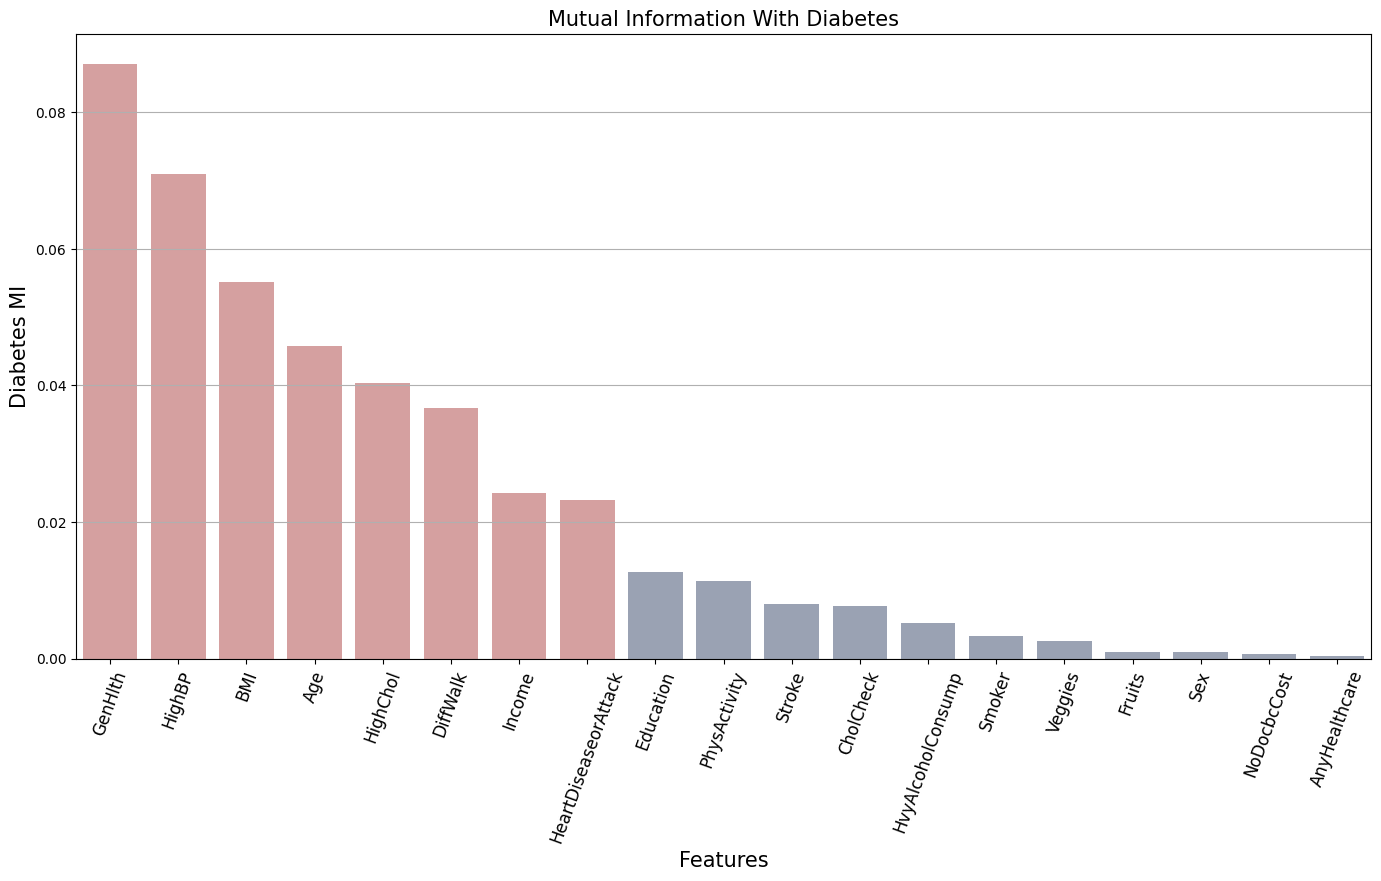 Mutual Information With Diabetes
Diabetes MI
0.08
0.06
0.04
0.02
0.00
GenHlth
HighBP
BMI
Age
HighChol
DiffWalk
Income
HeartDiseaseorAttack
Education
PhysActivity
Stroke
CholCheck
HvyAlcoholConsump
Smoker
Veggies
Fruits
Sex
NoDocbcCost
AnyHealthcare
Features